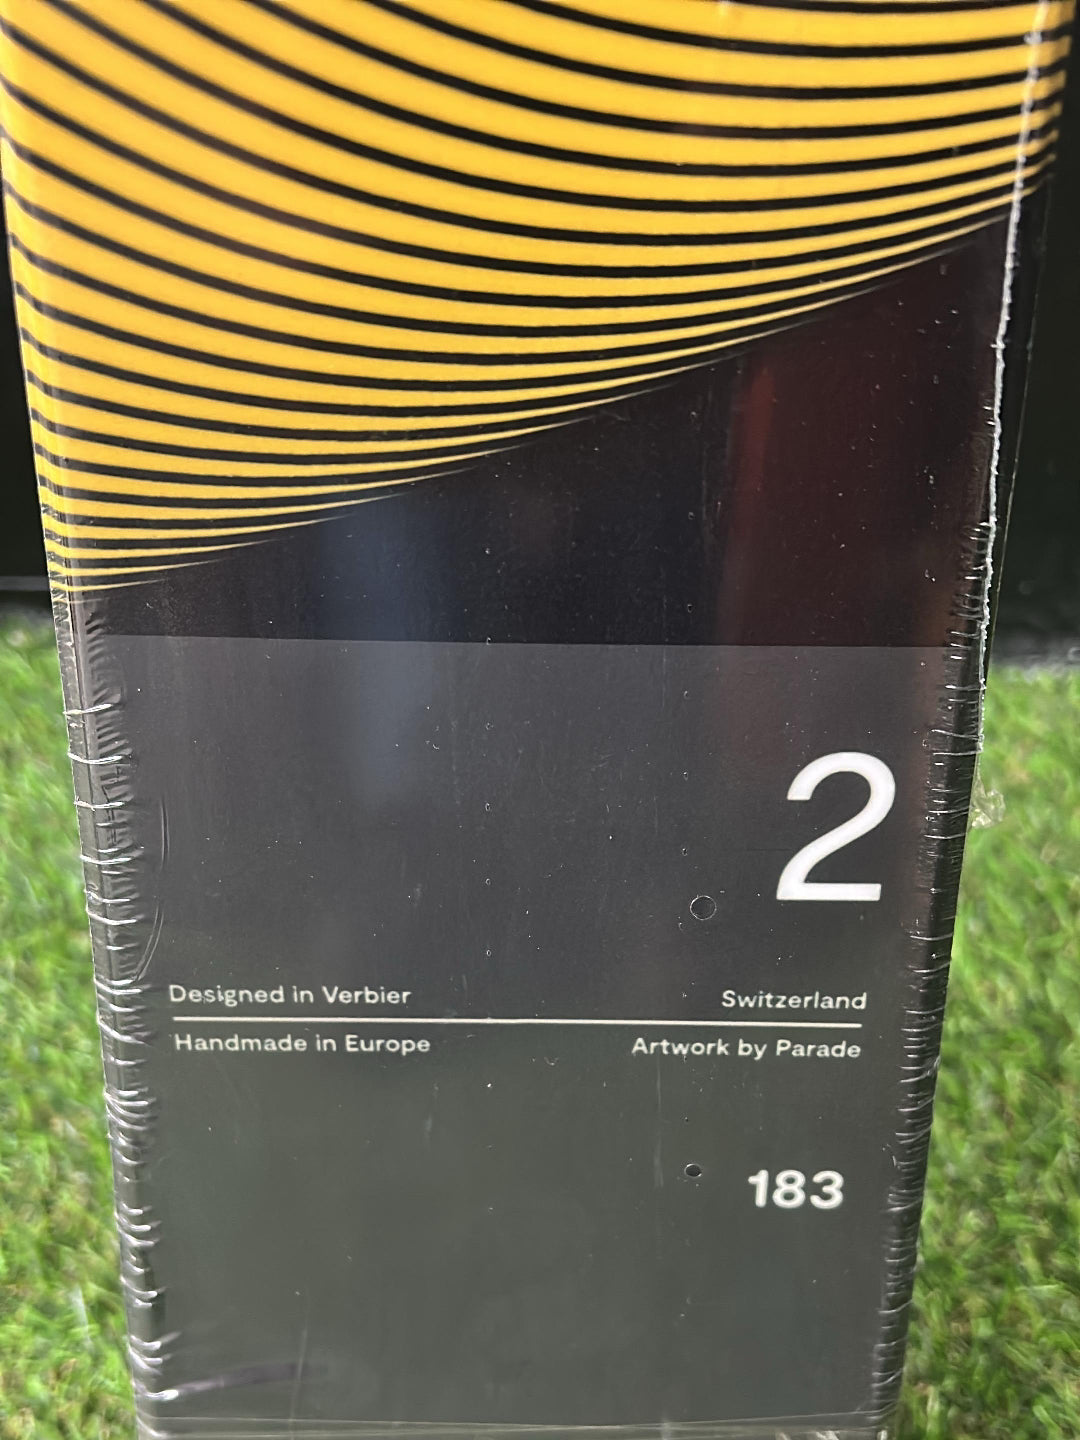 2
Designed in Verbier
Switzerland
Handmade in Europe
Artwork by Parade
183